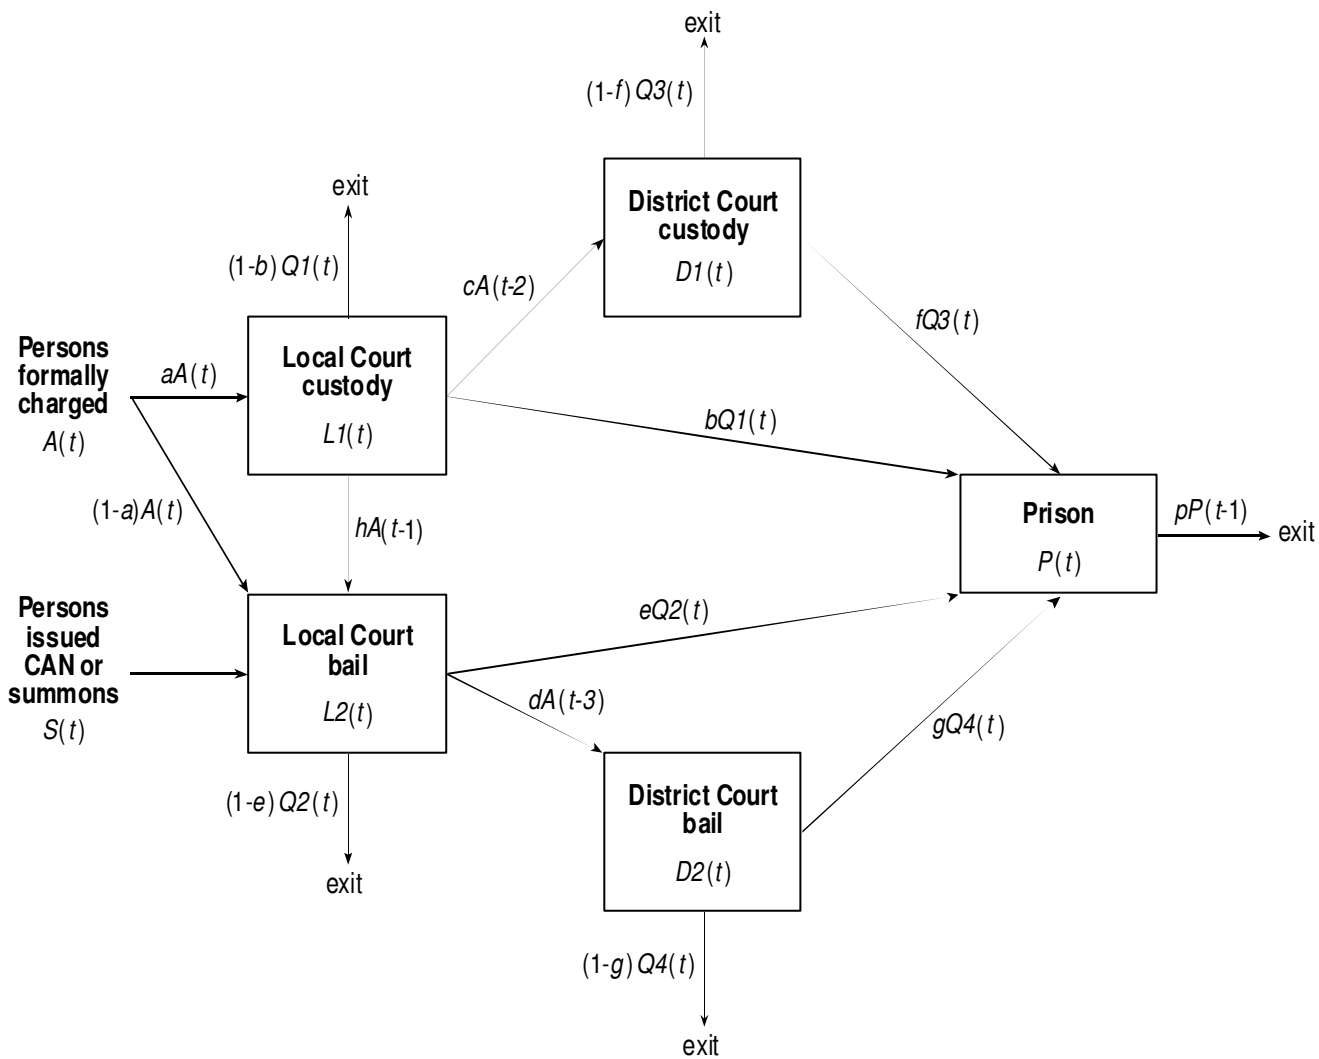 exit
(1-f) Q3(t)
District Court
custody
D1(t)
exit
(1-b) Q1(t)
cA(t-2)
fQ3(t)
Persons
formally
charged
A(t)
aA(t)
Local Court
custody
L1(t)
bQ1(t)
(1-a)A(t)
hA(t-1)
Prison
P(t)
pP(t-1)
exit
Persons
issued
CAN or
summons
S(t)
Local Court
bail
L2(t)
eQ2(t)
dA(t-3)
gQ4(t)
(1-e) Q2(t)
exit
District Court
bail
D2(t)
(1-g) Q4(t)
exit